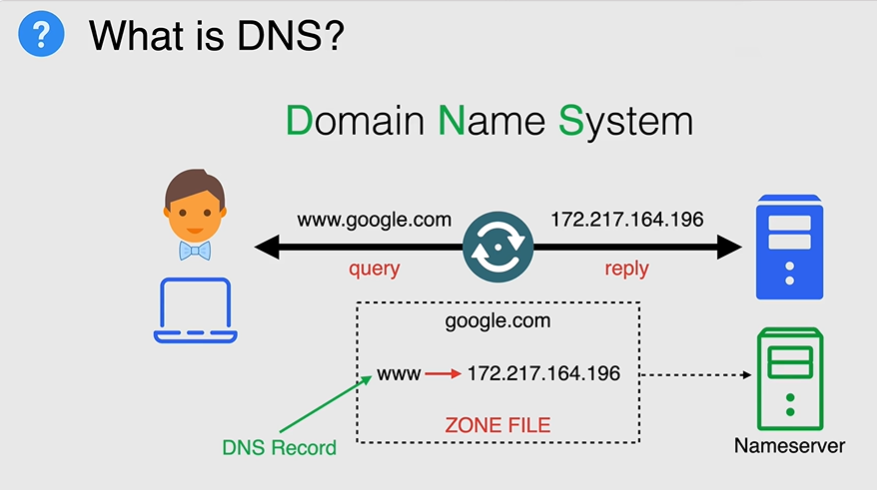 ?
What is DNS?
Domain Name System
www.google.com
172.217.164.196
query
reply
google.com
www
172.217.164.196
ZONE FILE
DNS Record
Nameserver